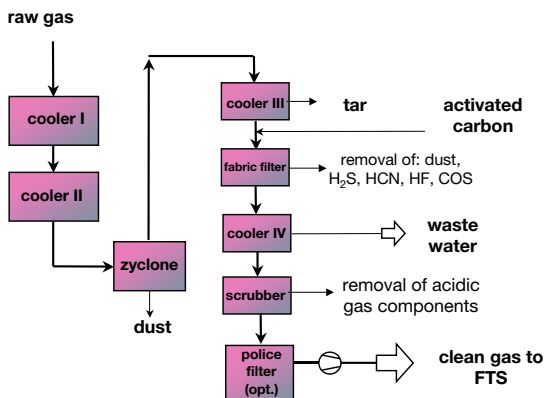 raw gas
cooler I
cooler II
zyclone
dust
cooler III
tar
activated
carbon
fabric filter
removal of: dust,
H₂S, HCN, HF, COS
cooler IV
waste
water
scrubber
removal of acidic
gas components
police
filter
(opt.)
clean gas to
FTS